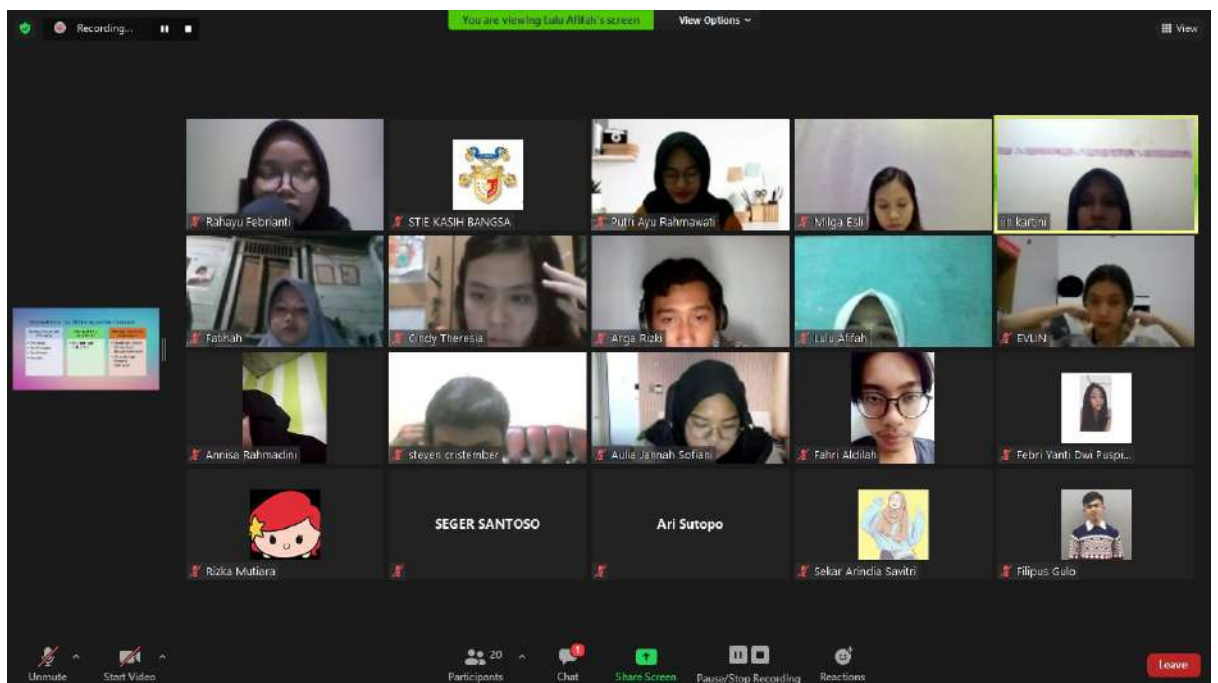 Recording...
You are viewing Lulu Afifah's screen
View Options
View
Rahayu Febrianti
STIE KASIH BANGSA
Putri Ayu Rahmawati
Milga Esli
vn kartini
Fatihah
Cindy Theresia
Arga Rizki
Lulu Afifah
EVLIN
Annisa Rahmadini
steven cristember
Aulia Jannah Sofiani
Fahri Aldilah
Febri Yanti Dwi Puspi...
Rizka Mutiara
SEGER SANTOSO
Ari Sutopo
Sekar Arindia Savitri
Filipus Gulo
Unmute
Start Video
20
Participants
1
Chat
Share Screen
Pause/Stop Recording
Reactions
Leave